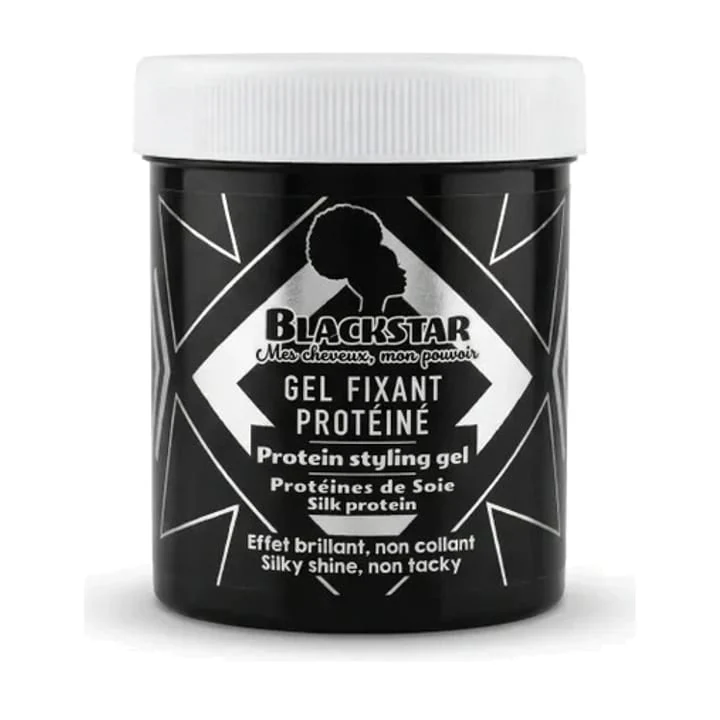 BLACKSTAR
Mes cheveux, mon pouvoir
GEL FIXANT
PROTÉINÉ
Protein styling gel
Protéines de Soie
Silk protein
Effet brillant, non collant
Silky shine, non tacky